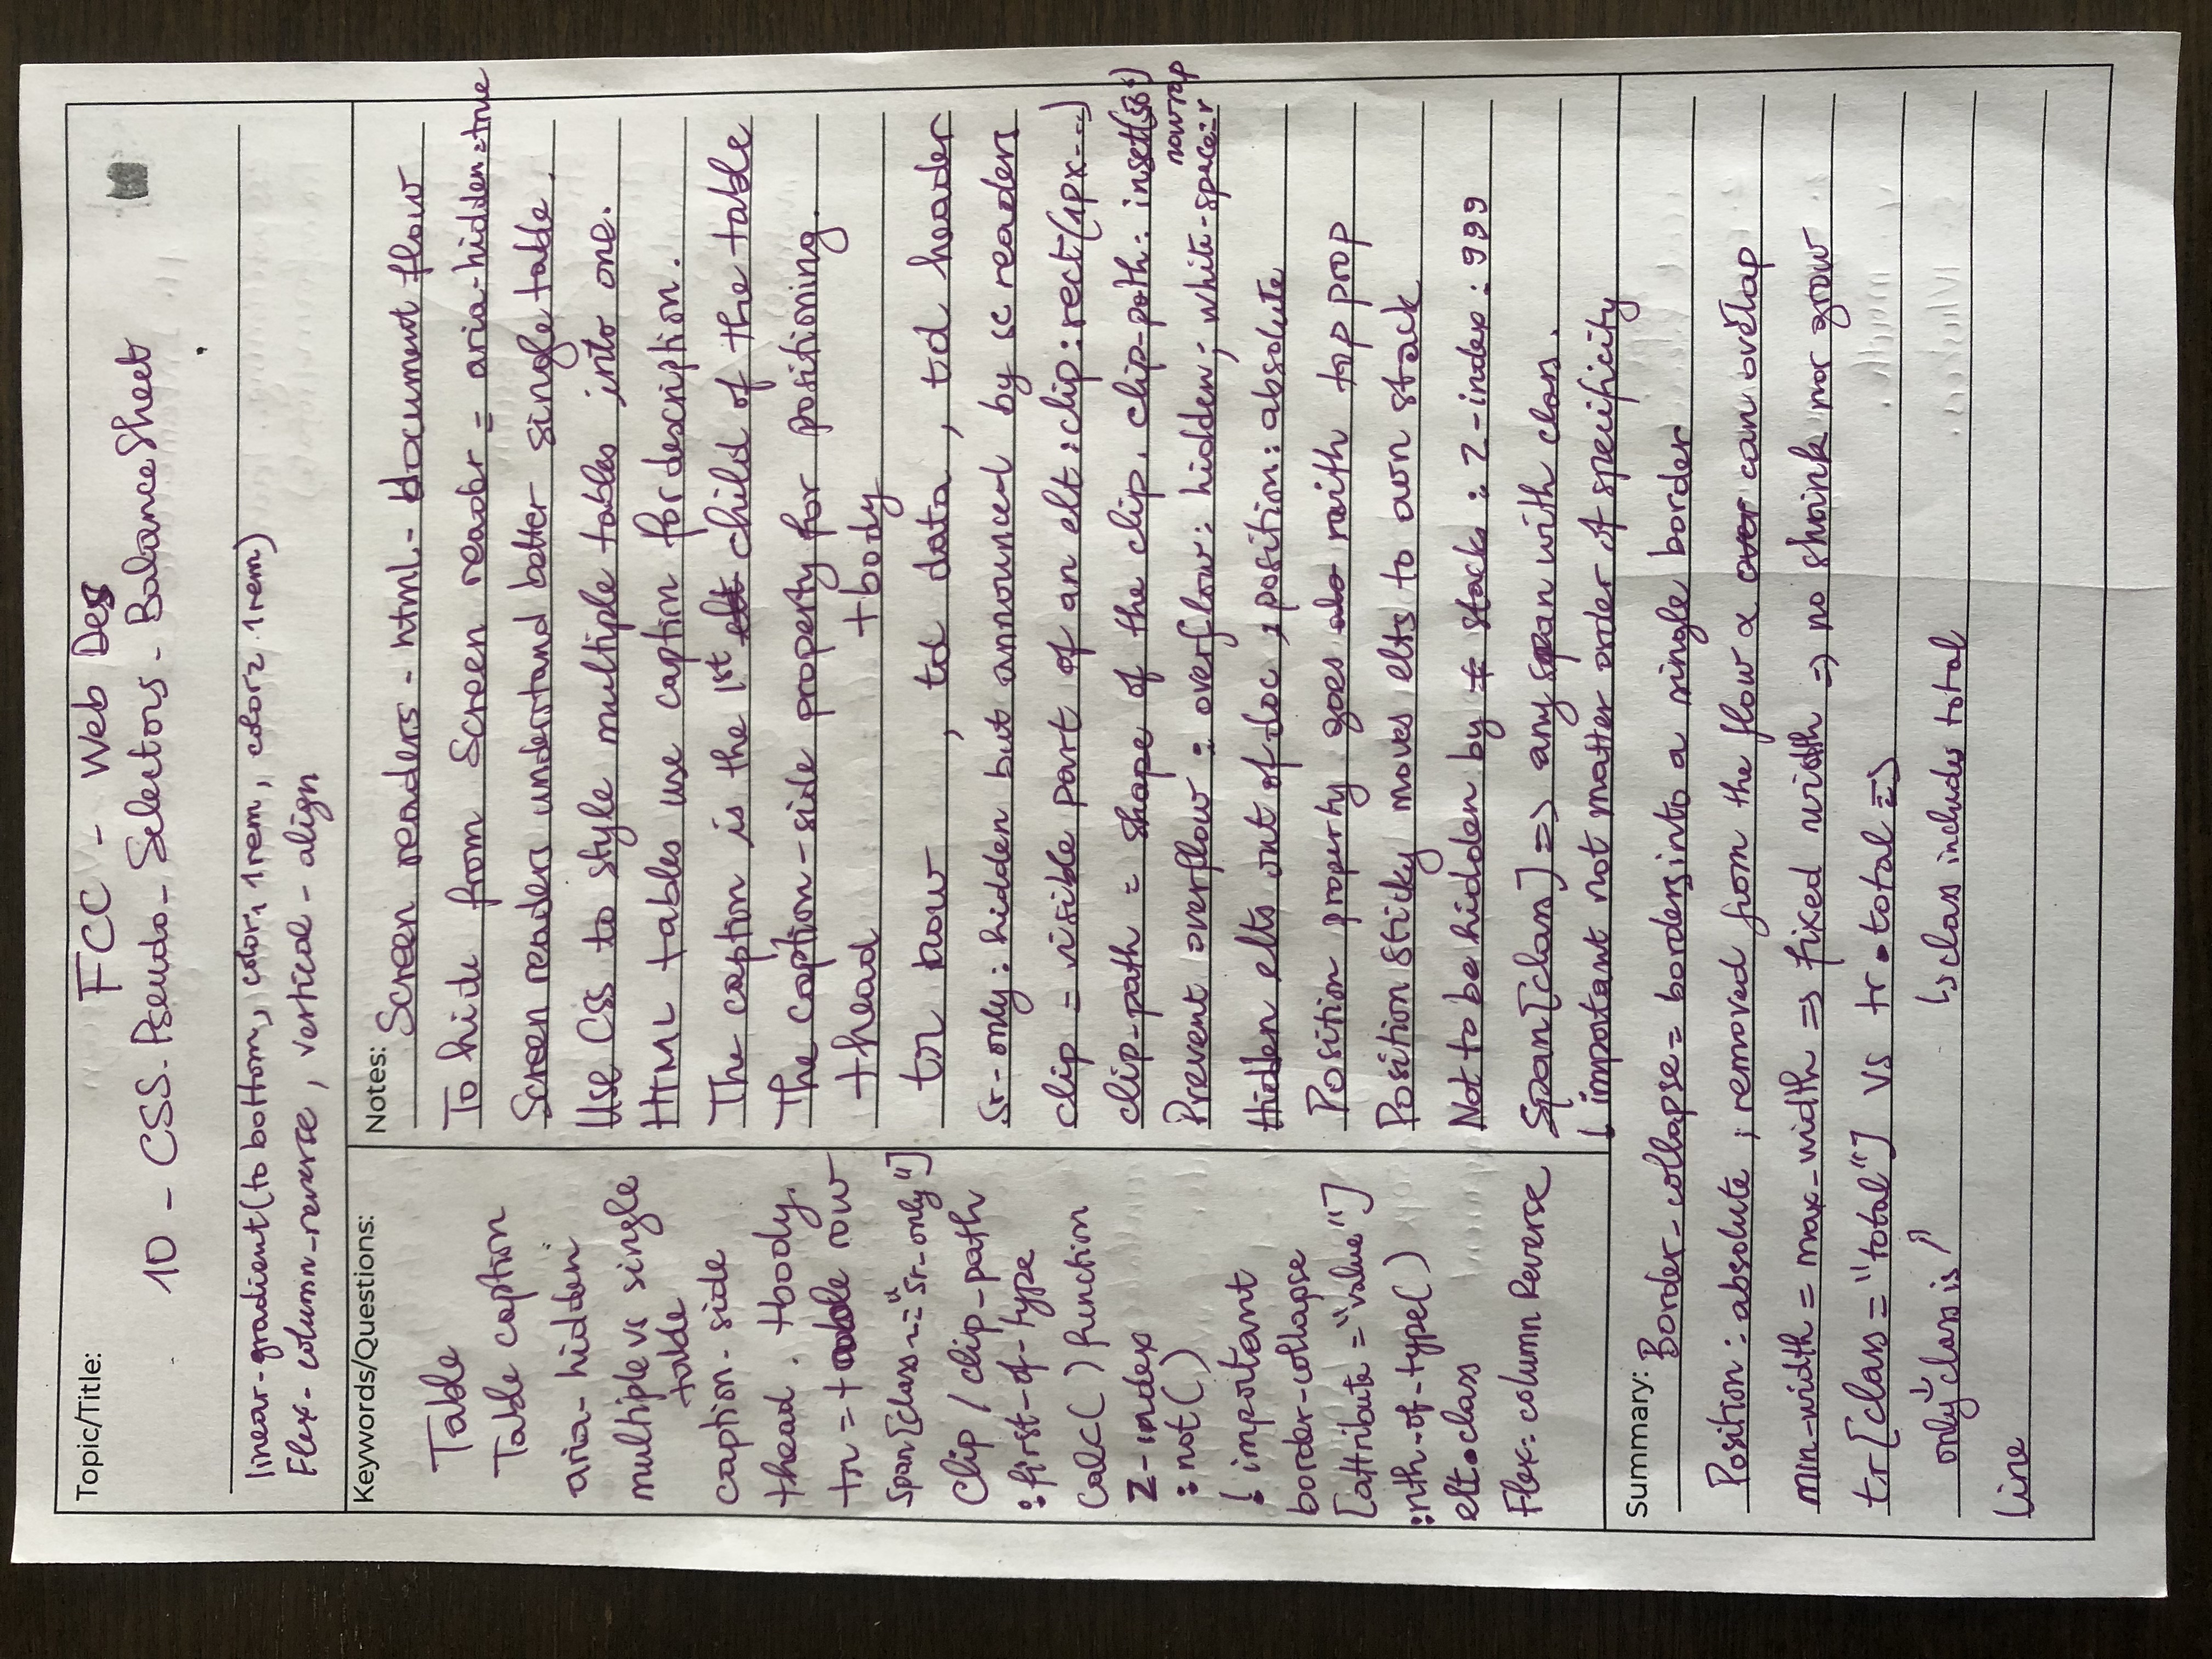 Topic/Title:
FCC - Web Des
10 - CSS-Pseudo-Selectors-BalanceSheet
linear-gradient(to bottom, color1 1rem, color2 1rem)
Flex-column-reverse, vertical-align
Keywords/Questions:
Table
Table caption
aria-hidden
multiple vs single
table
caption-side
thead. tbody.
tr = table row
span[class~="sr-only"]
Clip / clip-path
:first-of-type
Calc() function
Z-index
:not()
! important
border-collapse
[attribute = "value"]
:nth-of-type()
elt.class
Flex: column Reverse
Notes:
Screen readers - html - document flow
To hide from Screen reader = aria-hidden=true
Screen readers understand better single table.
Use CSS to style multiple tables into one.
HTML tables use caption for description.
The caption is the 1st elt child of the table
The caption-side property for positioning.
thead tbody
tr row , td data , td header
Sr-only: hidden but announced by sc readers
clip = visible part of an elt: clip: rect(1px---)
clip-path = shape of the clip. clip-path: inset(50%)
nowrap
Prevent overflow : overflow: hidden; white-space:
Hidden elts out of doc ; position: absolute
Position property goes also with top prop
Position Sticky moves elts to own stack
Not to be hidden by ≠ stacks : Z-index: 999
Span[class] => any span with class.
! important not matter order of specificity
Summary:
Border-collapse = borders into a single border
Position: absolute ; removed from the flow & over can overlap
min-width = max-width => fixed width => no shrink nor grow
tr[class="total"] VS tr.total =>
only class is ↳ class includes total
line